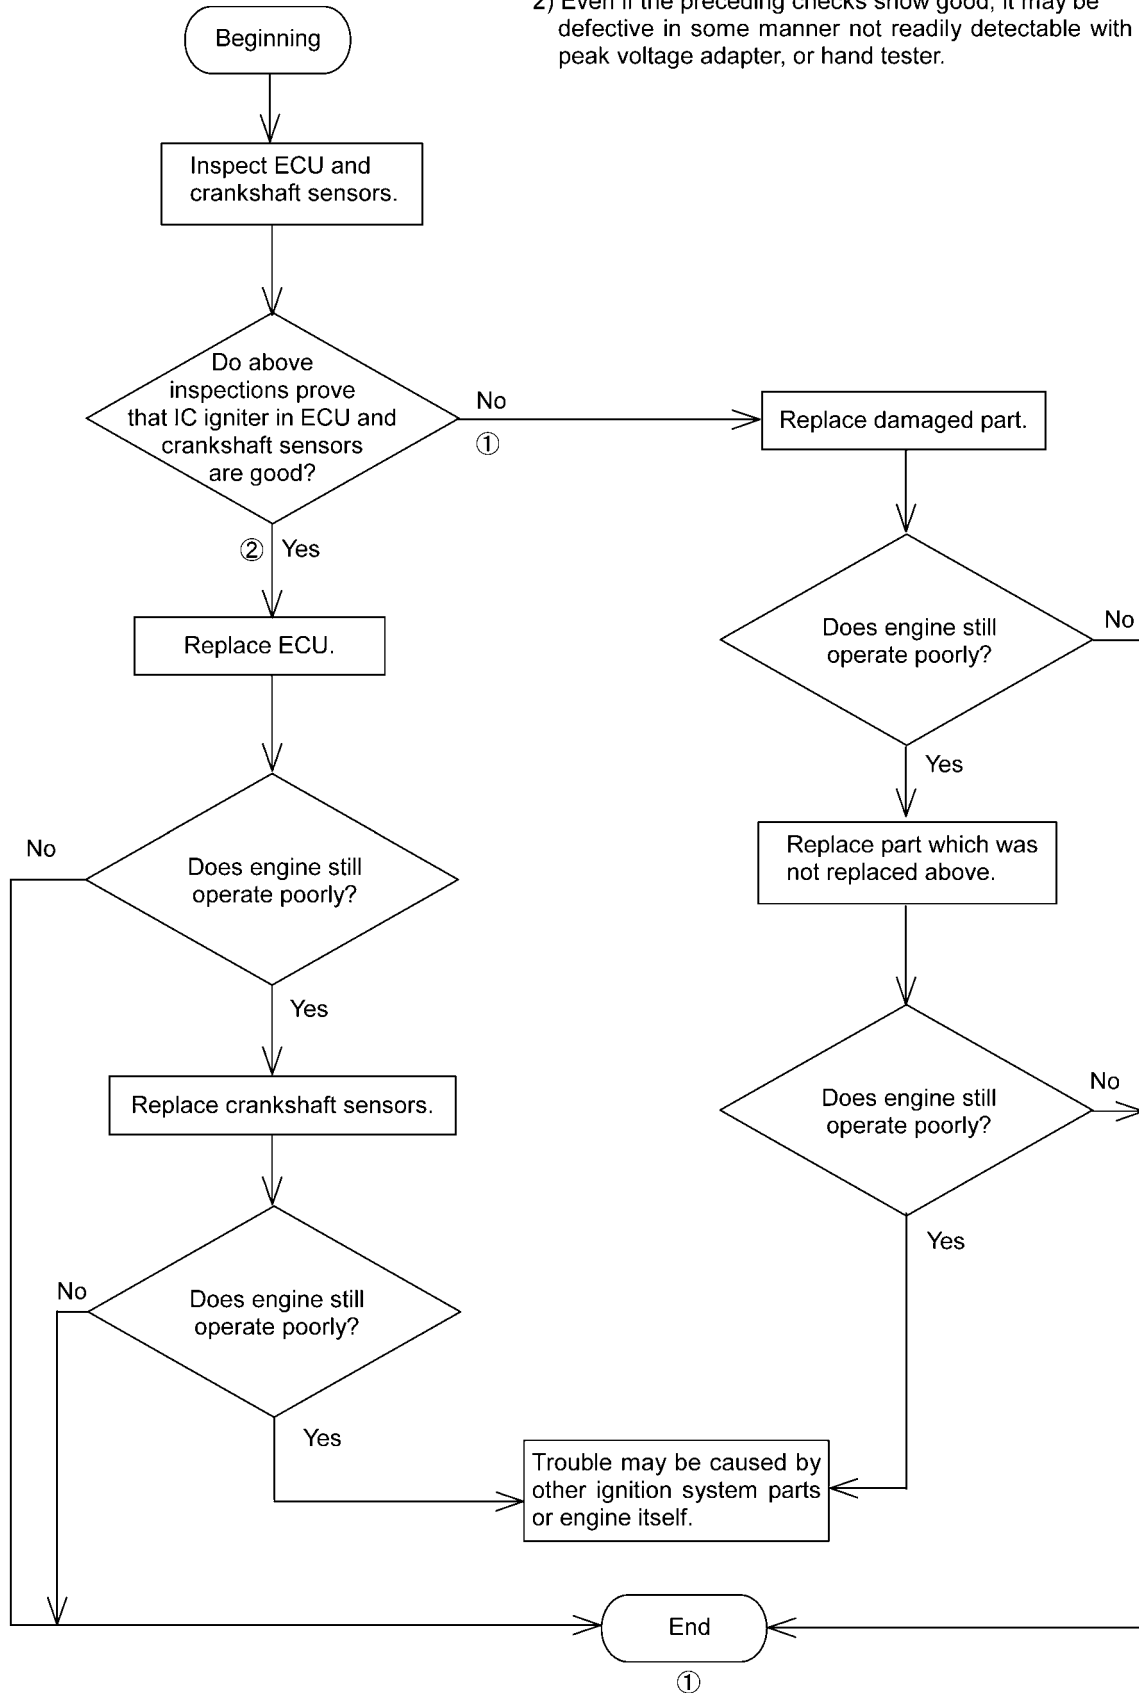 2) Even if the preceding checks show good, it may be
defective in some manner not readily detectable with
peak voltage adapter, or hand tester.
Beginning
Inspect ECU and
crankshaft sensors.
Do above
inspections prove
that IC igniter in ECU and
crankshaft sensors
are good?
No
①
Replace damaged part.
② Yes
Replace ECU.
Does engine still
operate poorly?
No
Yes
Replace part which was
not replaced above.
No
Does engine still
operate poorly?
Yes
Replace crankshaft sensors.
Does engine still
operate poorly?
No
Yes
No
Does engine still
operate poorly?
Yes
Trouble may be caused by
other ignition system parts
or engine itself.
End
①